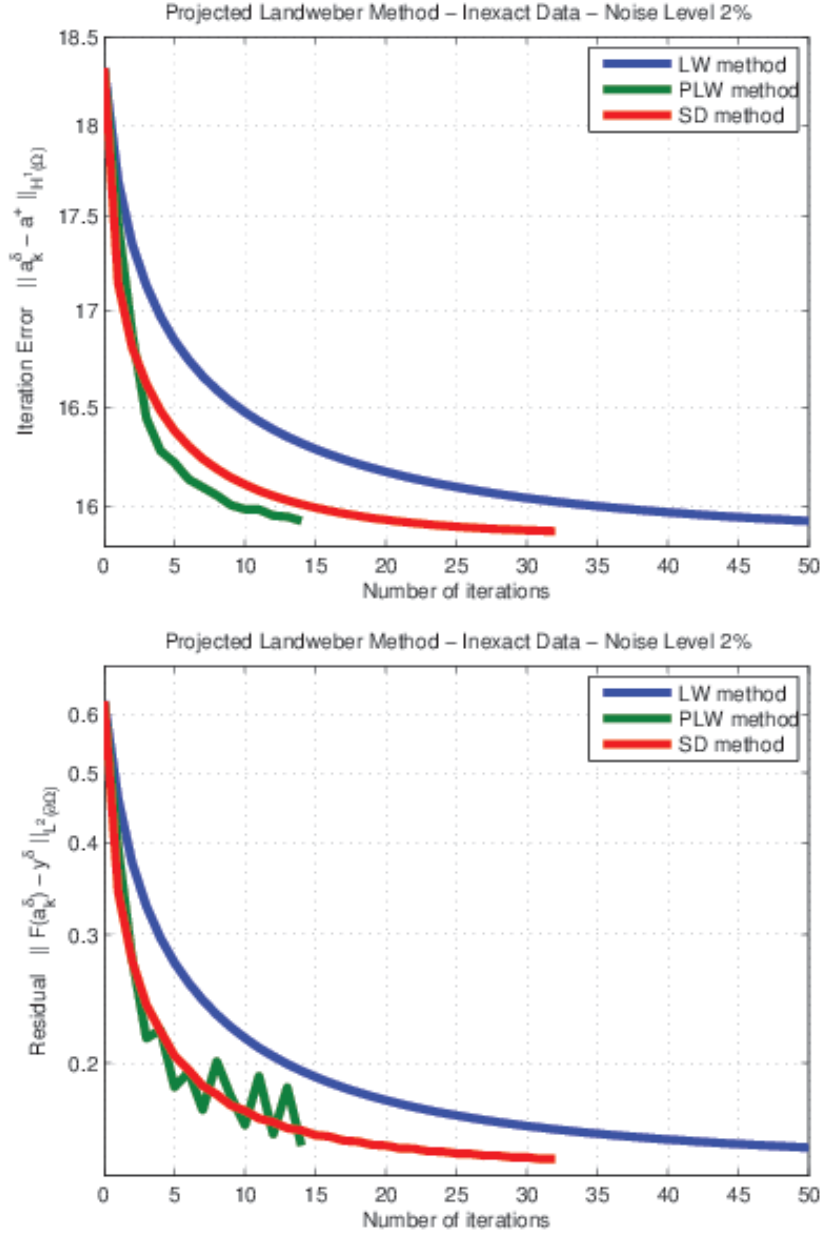 Projected Landweber Method – Inexact Data – Noise Level 2%
18.5
18
17.5
17
16.5
16
Iteration Error || a_k^δ – a^+ ||_{H^1(Ω)}
LW method
PLW method
SD method
0 5 10 15 20 25 30 35 40 45 50
Number of iterations
Projected Landweber Method – Inexact Data – Noise Level 2%
0.6
0.5
0.4
0.3
0.2
Residual || F(a_k^δ) – y^δ ||_{L^2(∂Ω)}
LW method
PLW method
SD method
0 5 10 15 20 25 30 35 40 45 50
Number of iterations